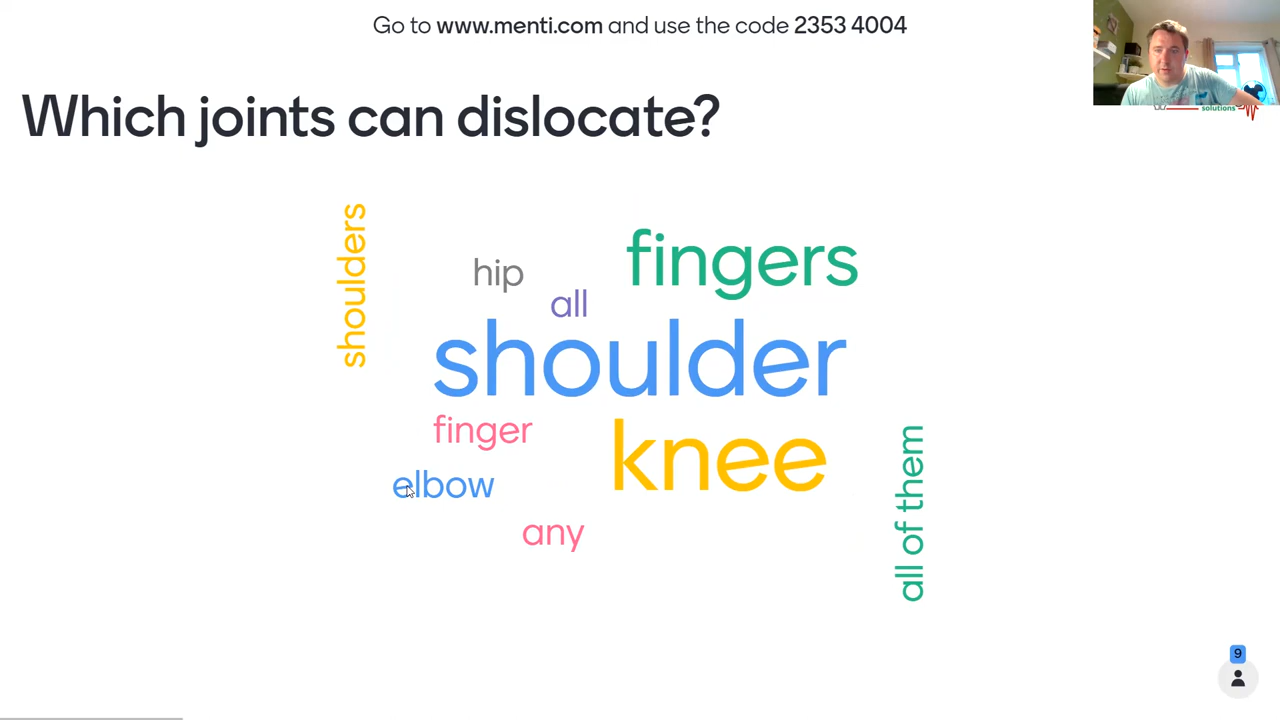 Go to www.menti.com and use the code 2353 4004
solutions
Which joints can dislocate?
shoulders
hip
fingers
all
shoulder
finger
knee
elbow
any
all of them
9